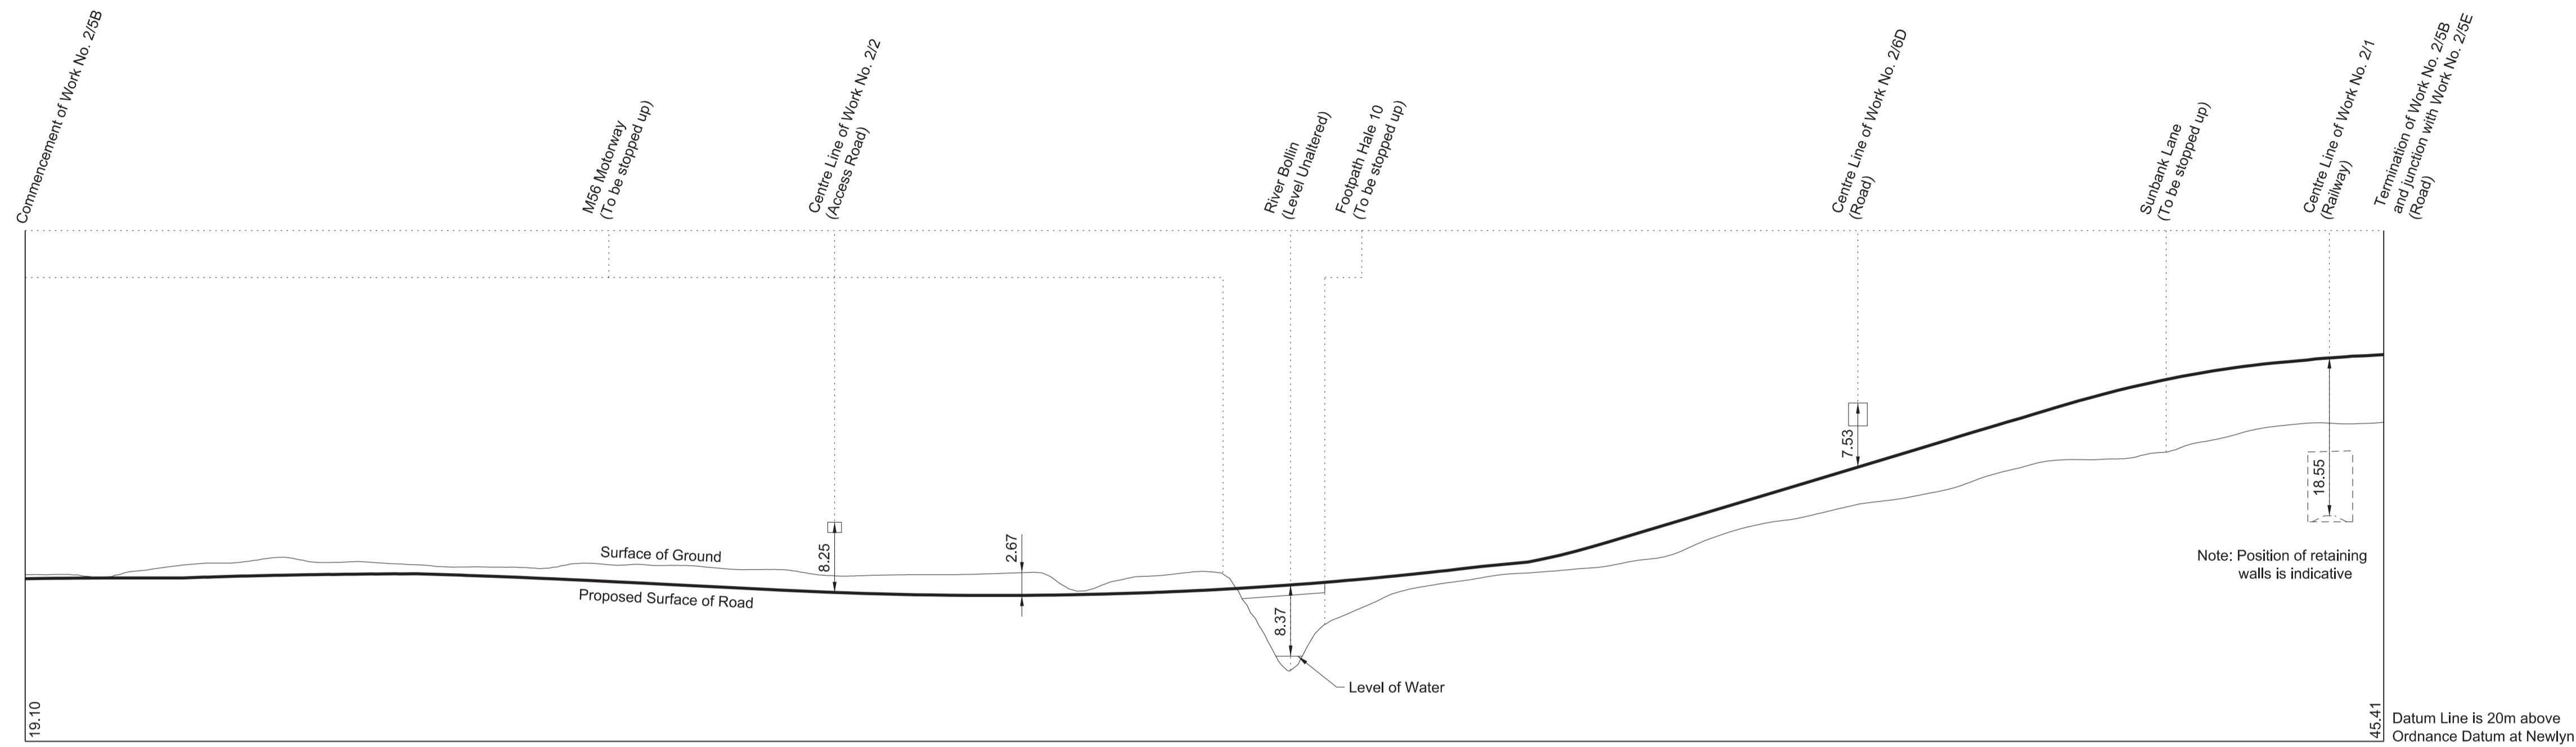 Commencement of Work No. 2/5B
M56 Motorway
(To be stopped up)
Centre Line of Work No. 2/2
(Access Road)
River Bollin
(Level Unaltered)
Footpath Hale 10
(To be stopped up)
Centre Line of Work No. 2/6D
(Road)
Sunbank Lane
(To be stopped up)
Centre Line of Work No. 2/1
(Railway)
Termination of Work No. 2/5B
and junction with Work No. 2/5E
(Road)
Surface of Ground
Proposed Surface of Road
8.25
2.67
8.37
Level of Water
7.53
18.55
Note: Position of retaining
walls is indicative
19.10
45.41
Datum Line is 20m above
Ordnance Datum at Newlyn